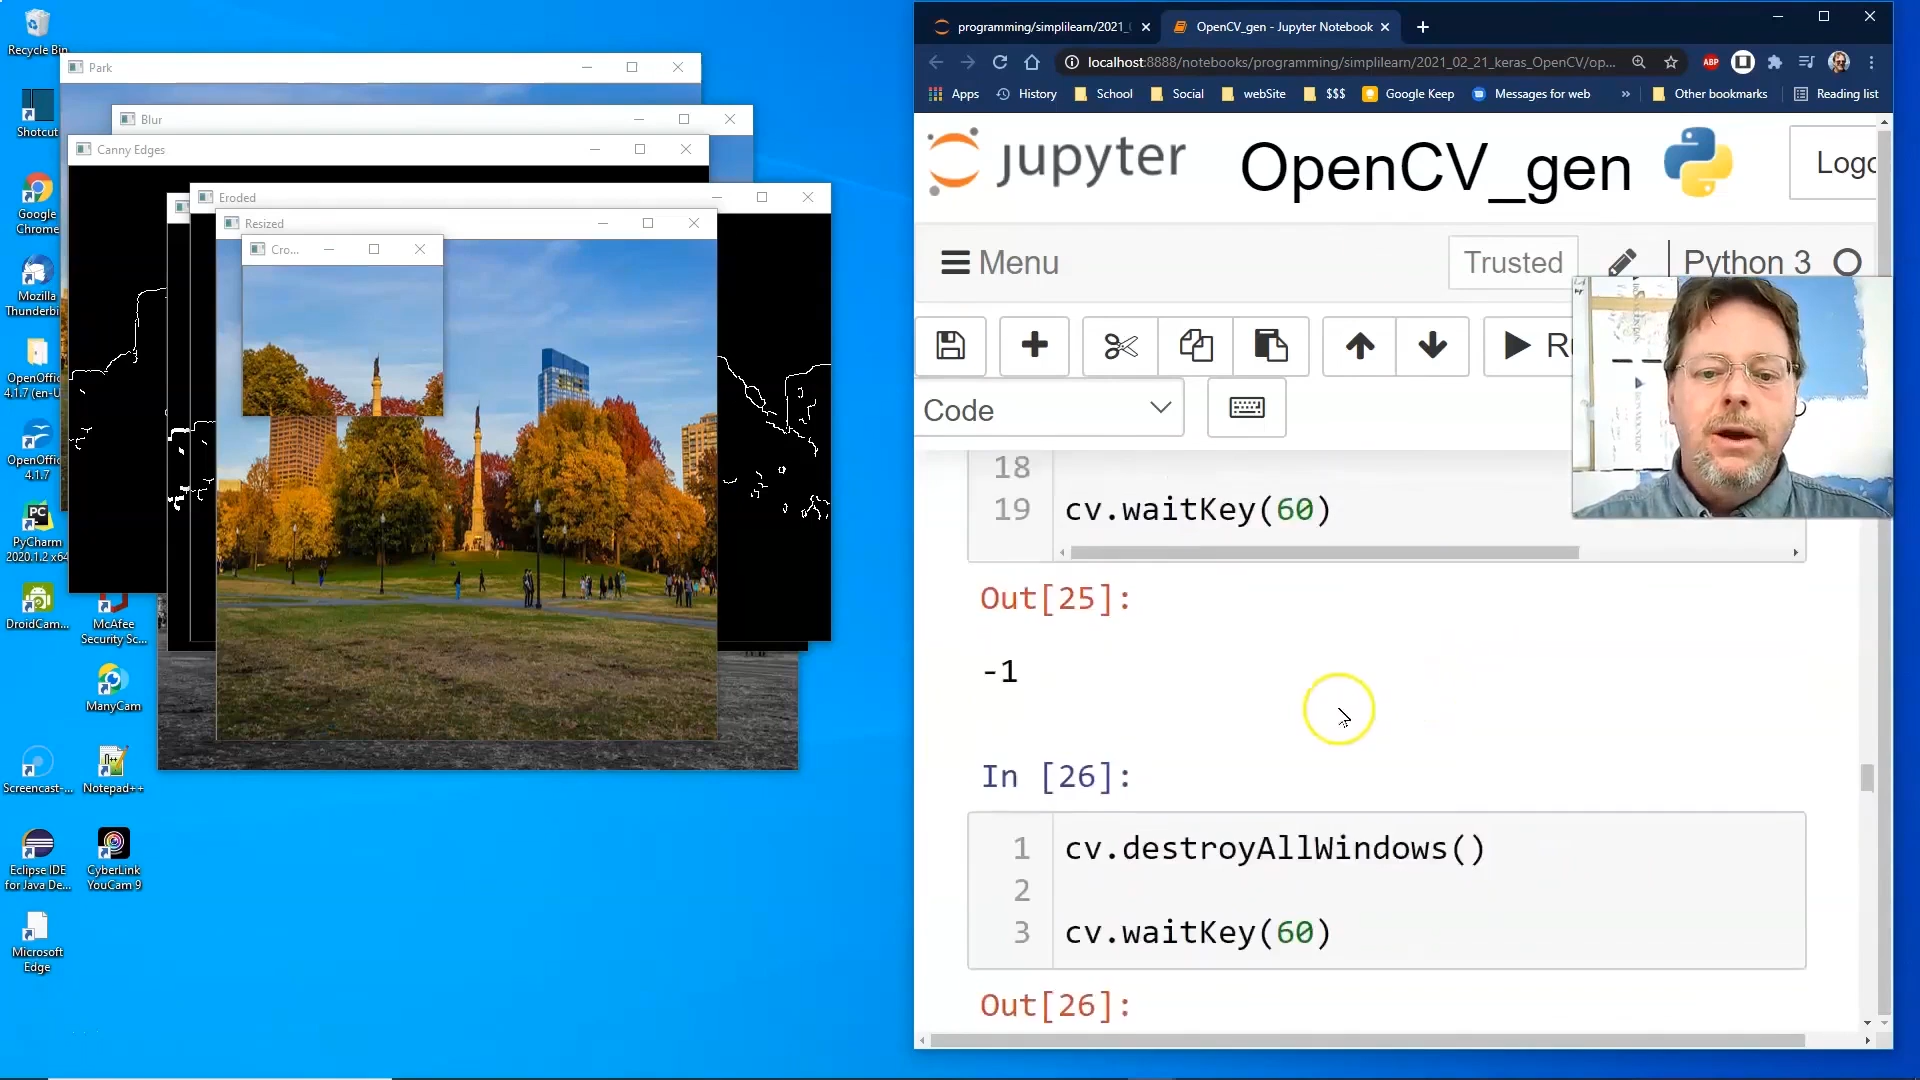 Recycle Bin
Shotcut
Google
Chrome
Mozilla
Thunderbi
OpenOffic
4.1.7 (en-U
OpenOffic
4.1.7
PyCharm
2020.1.2 x64
DroidCam...
McAfee
Security Sc...
ManyCam
Screencast-...
Notepad++
Eclipse IDE
for Java De...
CyberLink
YouCam 9
Microsoft
Edge
Park
Blur
Canny Edges
Eroded
Resized
Cro...
programming/simplilearn/2021_
OpenCV_gen - Jupyter Notebook
localhost:8888/notebooks/programming/simplilearn/2021_02_21_keras_OpenCV/op...
ABP
Apps
History
School
Social
webSite
$$$
Google Keep
Messages for web
»
Other bookmarks
Reading list
jupyter
OpenCV_gen
Logo
Menu
Trusted
Python 3
R
Code
18
19 cv.waitKey(60)
Out[25]:
-1
In [26]:
1 cv.destroyAllWindows()
2
3 cv.waitKey(60)
Out[26]: